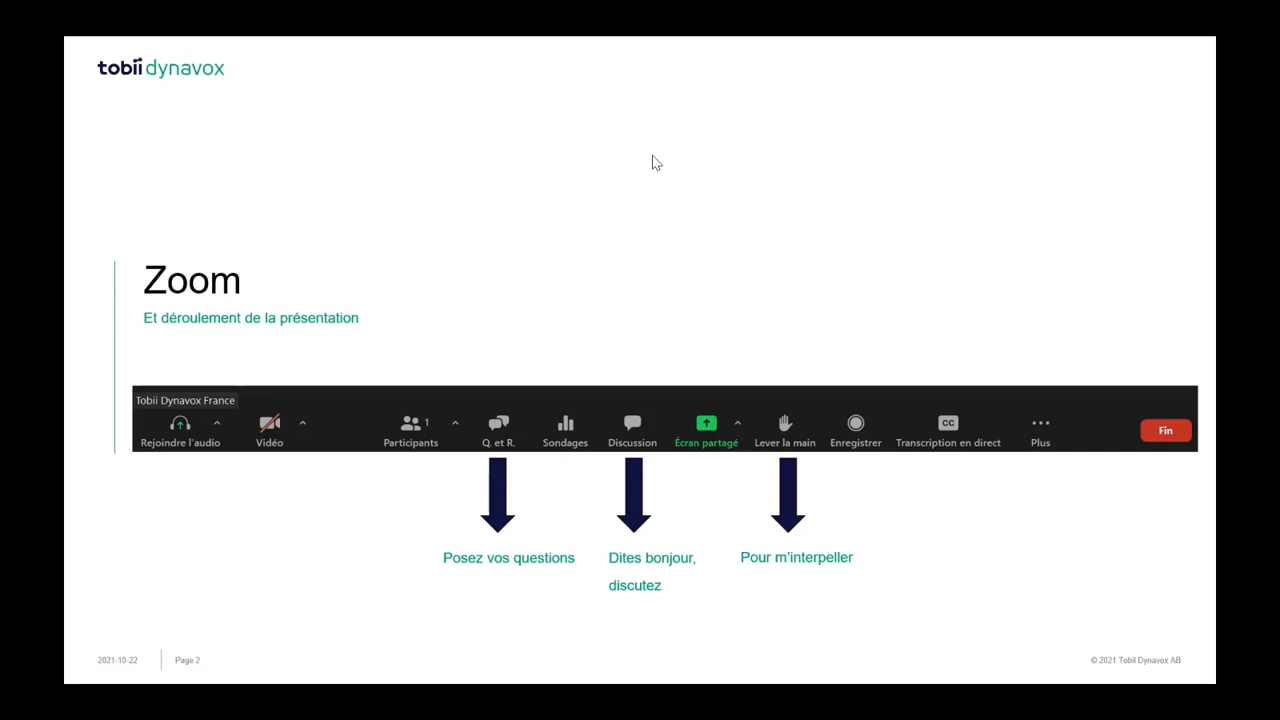 tobii dynavox
Zoom
Et déroulement de la présentation
Tobii Dynavox France
Rejoindre l'audio Vidéo Participants 1 Q. et R. Sondages Discussion Écran partagé Lever la main Enregistrer CC Transcription en direct Plus Fin
Posez vos questions Dites bonjour, Pour m'interpeller
discutez
2021-10-22 Page 2 © 2021 Tobii Dynavox AB